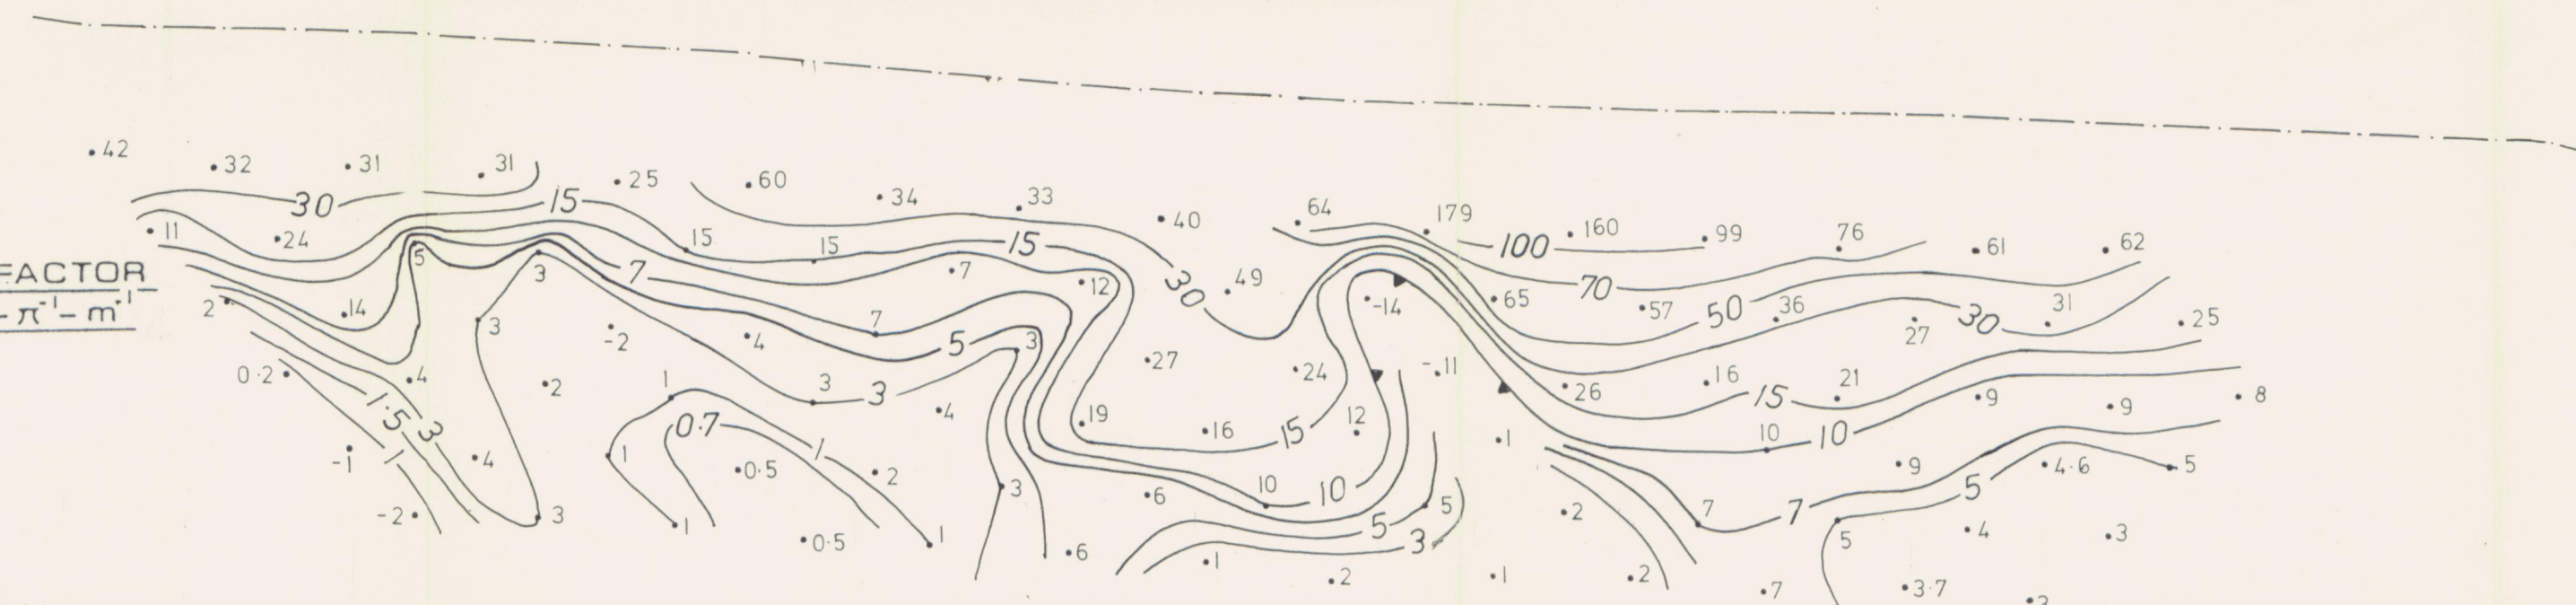 42 32 31 31 25 60 34 33 40 64 179 160 99 76 61 62
30 15
11 24 5 3 15 15 15 7 12 30 49 100
FACTOR
- π⁻¹ - m⁻¹
7 -14 65 70 57 50 36 27 30 31 25
2 14 3 -2 4 7 5 3 27 24 -11 26 16 21 15
0·2 4 2 1 3 3 4 19 16 15 12 9 9 8
1·5 3 0·7 1 1 10 10
-1 1 4 1 0·5 2 3 6 10 10 9 4·6 5
-2 3 1 0·5 1 6 5 5 3 2 7 7 5 5 4 3
1 2 1 2 7 3·7